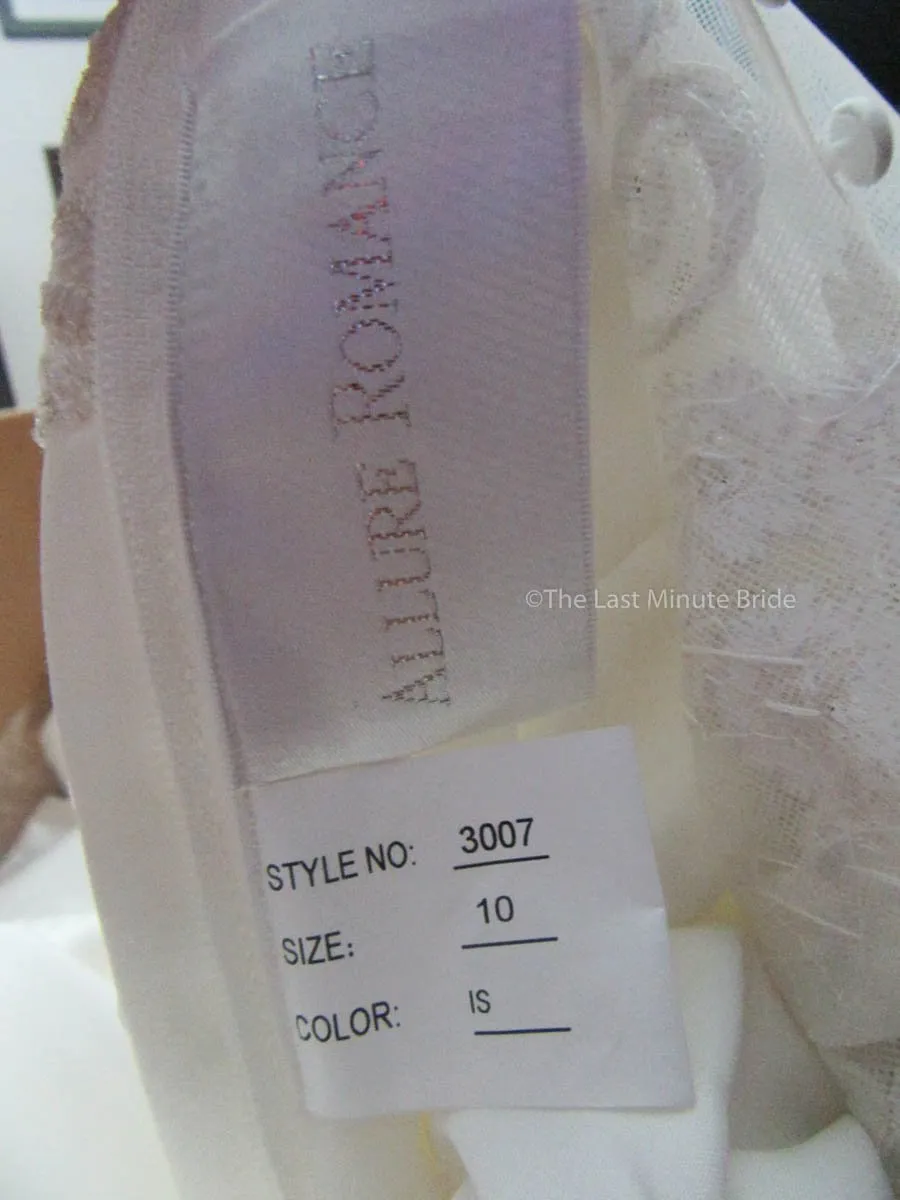 ALLURE ROMANCE
©The Last Minute Bride
STYLE NO: 3007
SIZE: 10
COLOR: IS